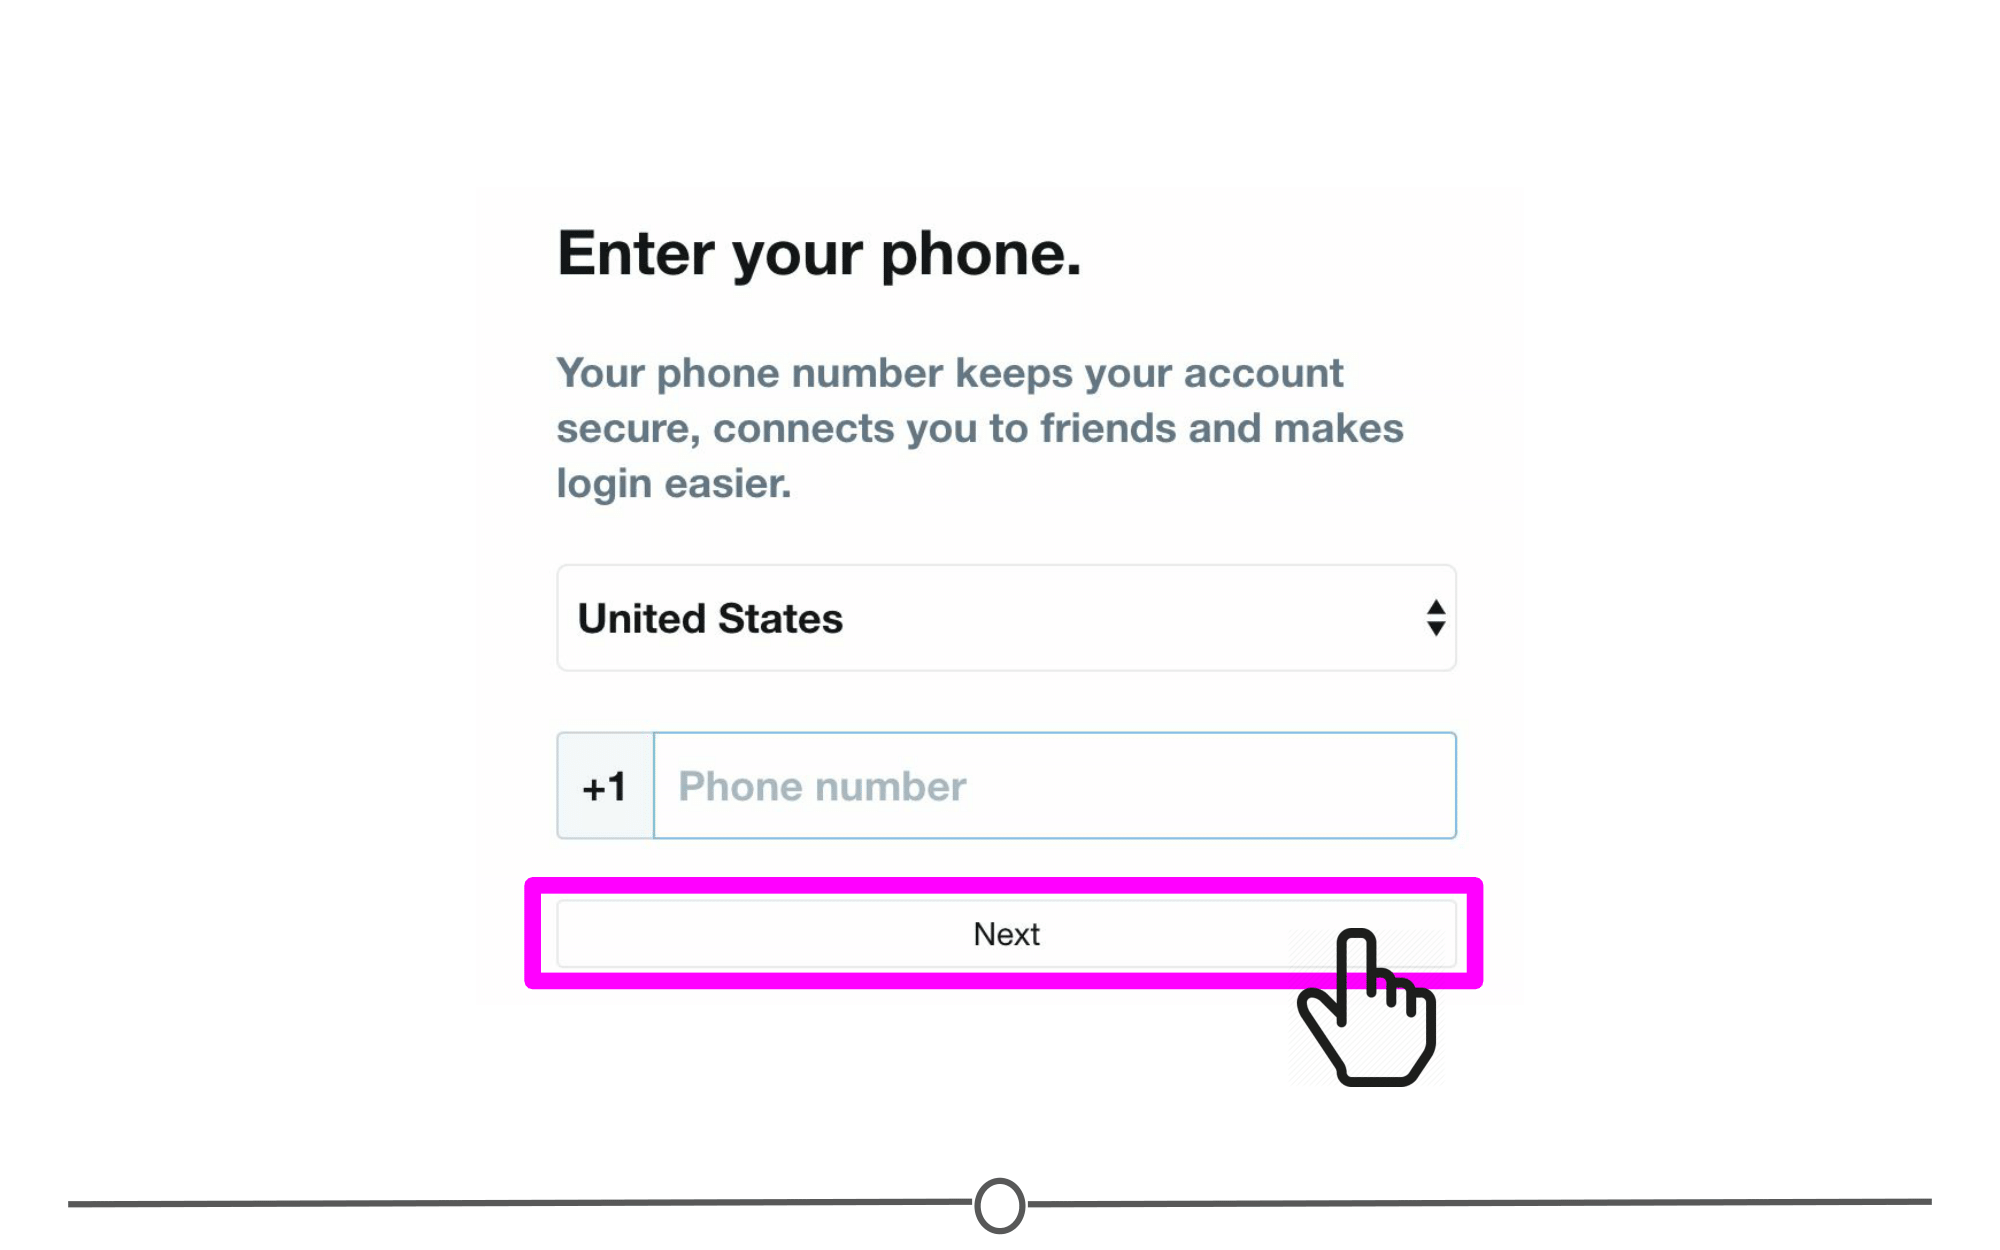 Enter your phone.
Your phone number keeps your account
secure, connects you to friends and makes
login easier.
United States
+1 Phone number
Next